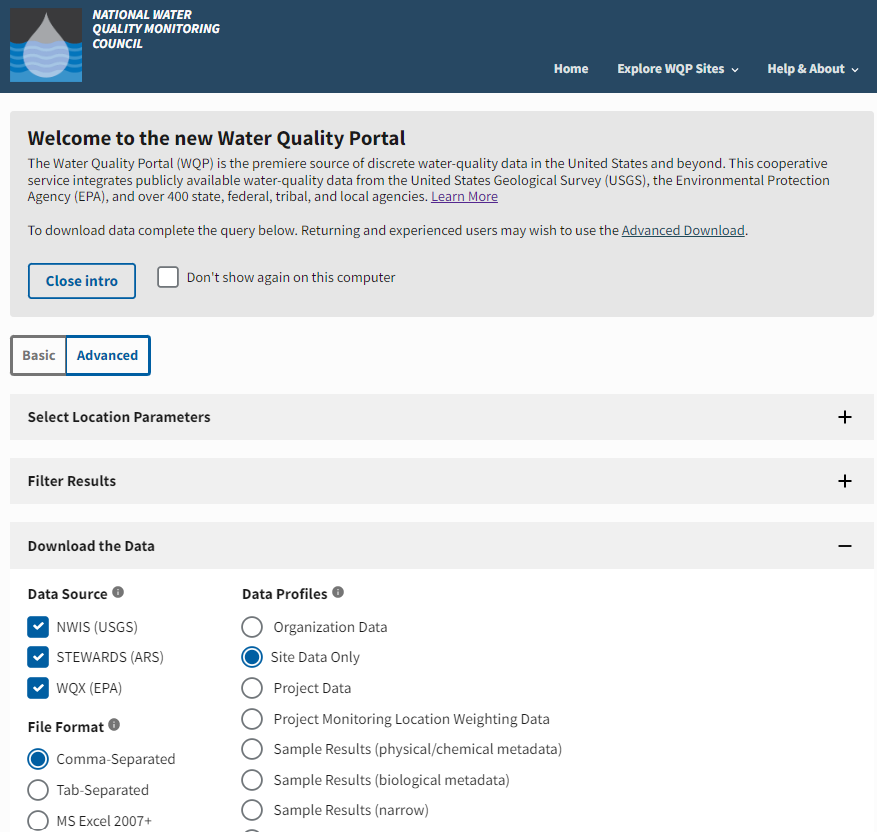 NATIONAL WATER
QUALITY MONITORING
COUNCIL
Home
Explore WQP Sites
Help & About
Welcome to the new Water Quality Portal
The Water Quality Portal (WQP) is the premiere source of discrete water-quality data in the United States and beyond. This cooperative
service integrates publicly available water-quality data from the United States Geological Survey (USGS), the Environmental Protection
Agency (EPA), and over 400 state, federal, tribal, and local agencies. Learn More
To download data complete the query below. Returning and experienced users may wish to use the Advanced Download.
Close intro
Don't show again on this computer
Basic
Advanced
Select Location Parameters
Filter Results
Download the Data
Data Source
NWIS (USGS)
STEWARDS (ARS)
WQX (EPA)
File Format
Comma-Separated
Tab-Separated
MS Excel 2007+
Data Profiles
Organization Data
Site Data Only
Project Data
Project Monitoring Location Weighting Data
Sample Results (physical/chemical metadata)
Sample Results (biological metadata)
Sample Results (narrow)